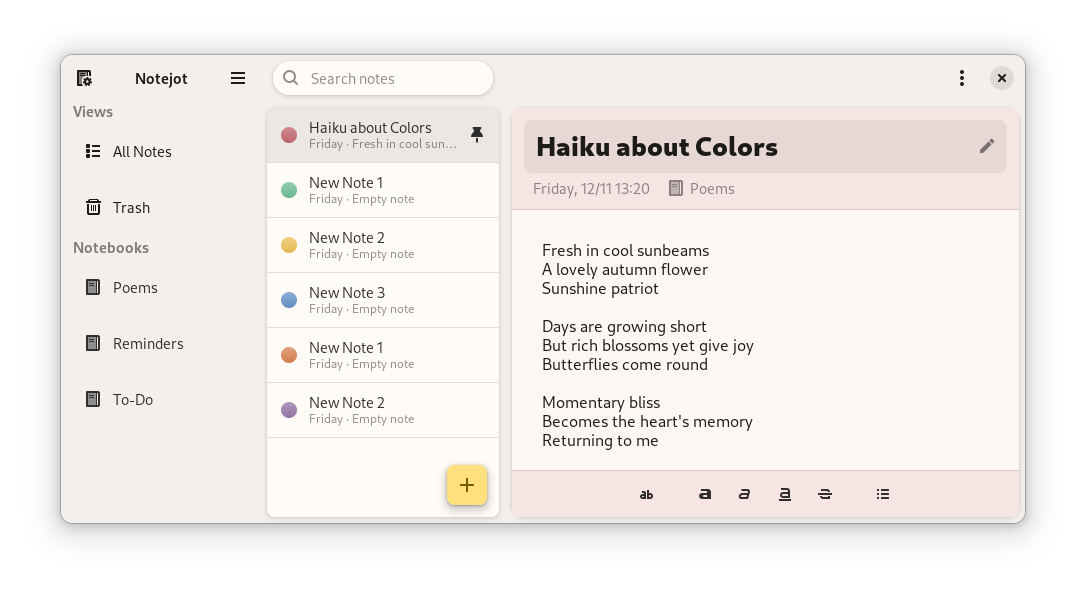 Notejot
Search notes
Views
All Notes
Trash
Notebooks
Poems
Reminders
To-Do
Haiku about Colors
Friday · Fresh in cool sun…
New Note 1
Friday · Empty note
New Note 2
Friday · Empty note
New Note 3
Friday · Empty note
New Note 1
Friday · Empty note
New Note 2
Friday · Empty note
Haiku about Colors
Friday, 12/11 13:20 Poems
Fresh in cool sunbeams
A lovely autumn flower
Sunshine patriot
Days are growing short
But rich blossoms yet give joy
Butterflies come round
Momentary bliss
Becomes the heart's memory
Returning to me
ab a a a S